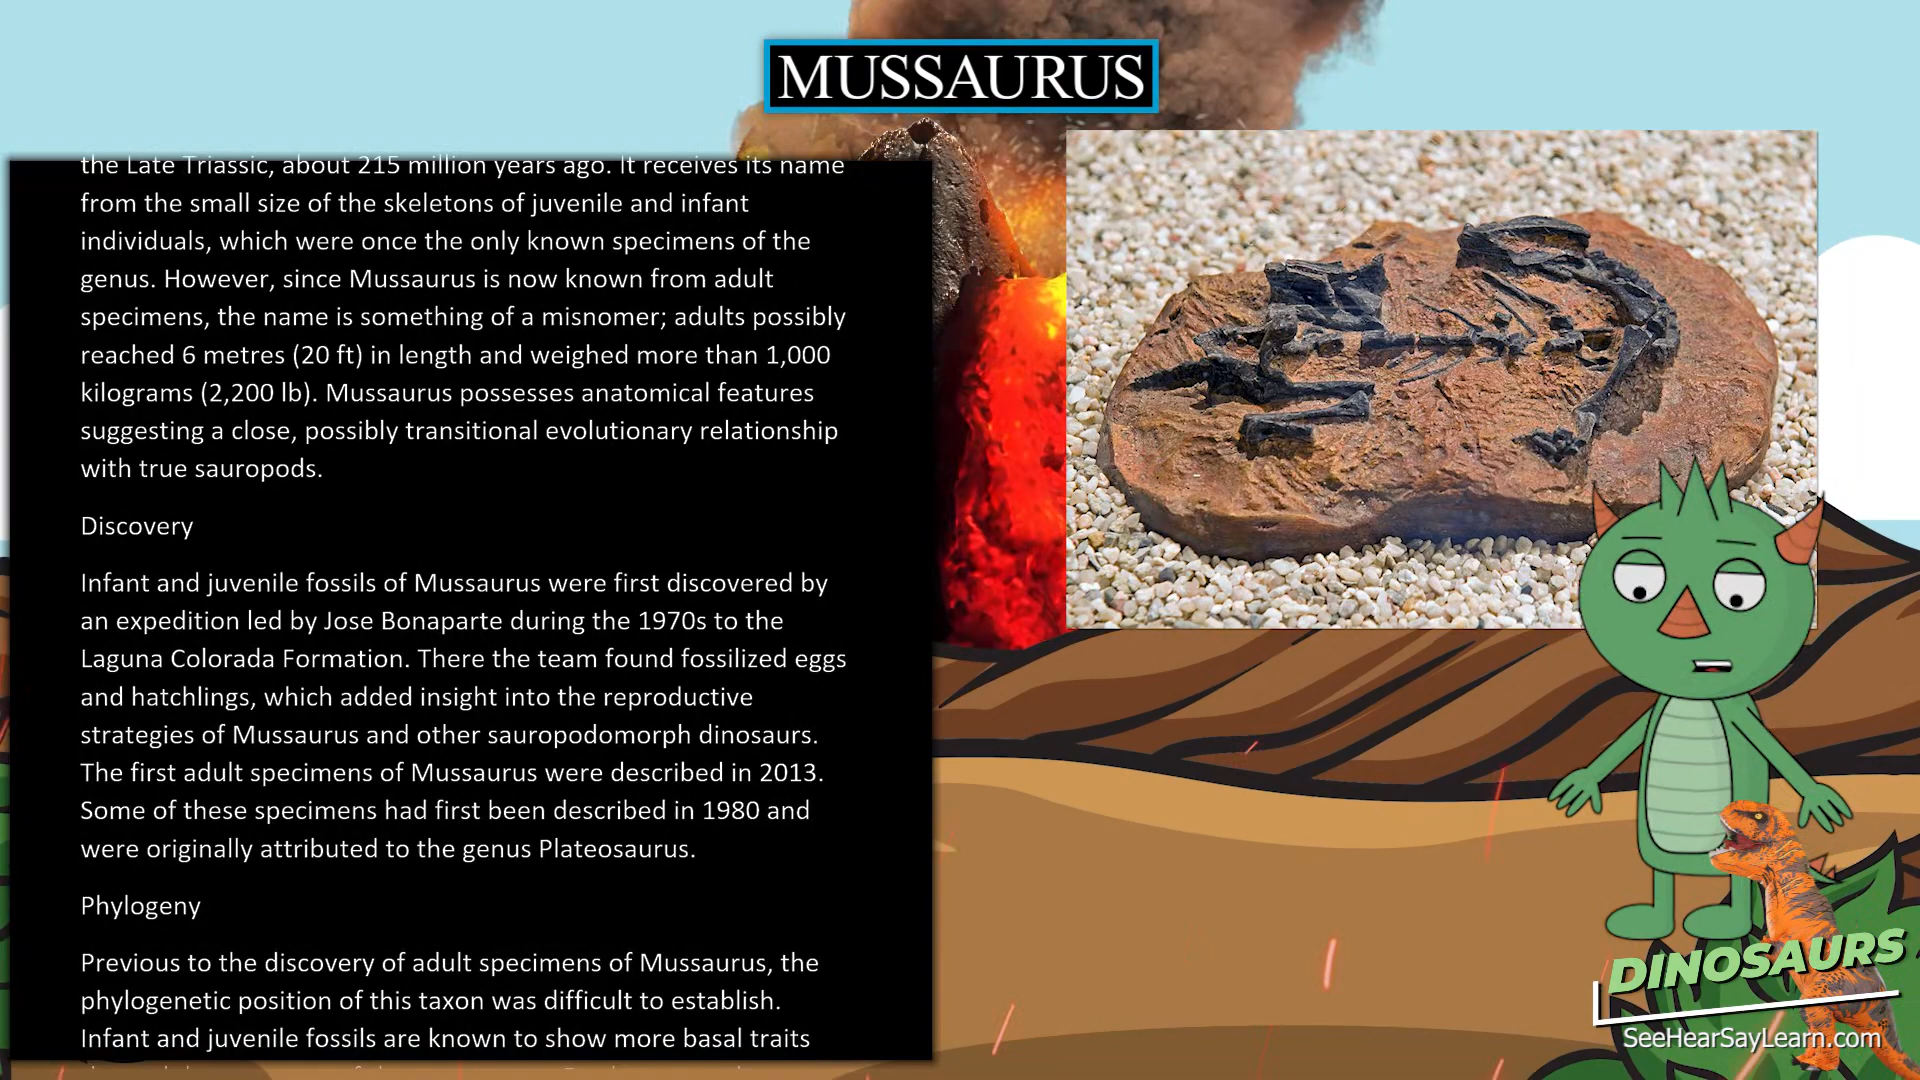 MUSSAURUS
the Late Triassic, about 215 million years ago. It receives its name
from the small size of the skeletons of juvenile and infant
individuals, which were once the only known specimens of the
genus. However, since Mussaurus is now known from adult
specimens, the name is something of a misnomer; adults possibly
reached 6 metres (20 ft) in length and weighed more than 1,000
kilograms (2,200 lb). Mussaurus possesses anatomical features
suggesting a close, possibly transitional evolutionary relationship
with true sauropods.
Discovery
Infant and juvenile fossils of Mussaurus were first discovered by
an expedition led by Jose Bonaparte during the 1970s to the
Laguna Colorada Formation. There the team found fossilized eggs
and hatchlings, which added insight into the reproductive
strategies of Mussaurus and other sauropodomorph dinosaurs.
The first adult specimens of Mussaurus were described in 2013.
Some of these specimens had first been described in 1980 and
were originally attributed to the genus Plateosaurus.
Phylogeny
Previous to the discovery of adult specimens of Mussaurus, the
phylogenetic position of this taxon was difficult to establish.
Infant and juvenile fossils are known to show more basal traits
DINOSAURS
SeeHearSayLearn.com